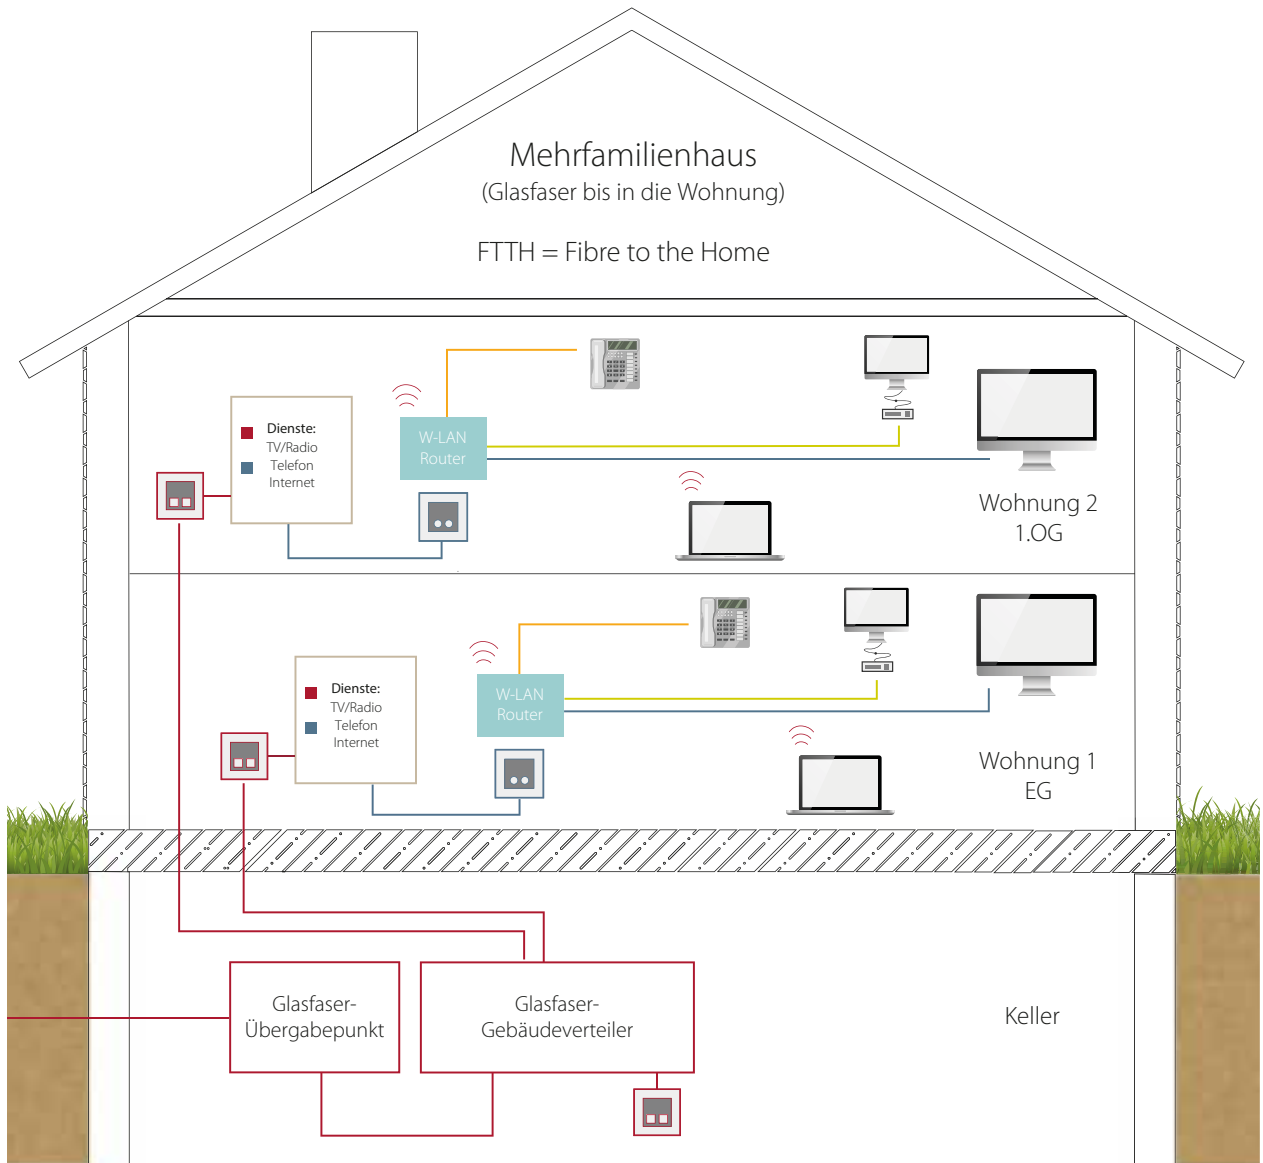 Mehrfamilienhaus
(Glasfaser bis in die Wohnung)
FTTH = Fibre to the Home
Dienste:
TV/Radio
Telefon
Internet
W-LAN
Router
Wohnung 2
1.OG
Dienste:
TV/Radio
Telefon
Internet
W-LAN
Router
Wohnung 1
EG
Glasfaser-
Übergabepunkt
Glasfaser-
Gebäudeverteiler
Keller